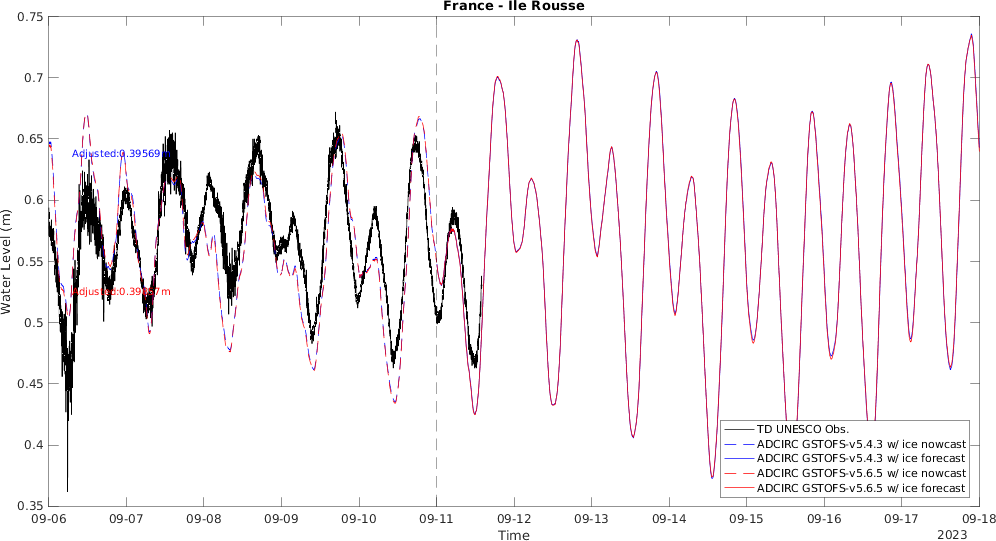 France - Ile Rousse
0.75
0.7
0.65
0.6
0.55
0.5
0.45
0.4
0.35
Water Level (m)
Adjusted:0.39569m
TD UNESCO Obs.
ADCIRC GSTOFS-v5.4.3 w/ ice nowcast
ADCIRC GSTOFS-v5.4.3 w/ ice forecast
ADCIRC GSTOFS-v5.6.5 w/ ice nowcast
ADCIRC GSTOFS-v5.6.5 w/ ice forecast
09-06 09-07 09-08 09-09 09-10 09-11 09-12 09-13 09-14 09-15 09-16 09-17 09-18
Time
2023